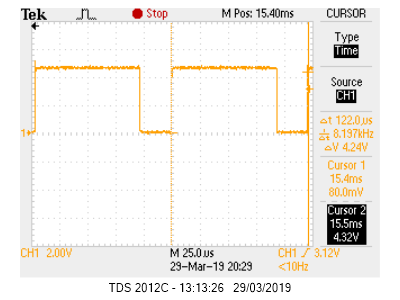 Tek Stop M Pos: 15.40ms CURSOR
Type
Time
Source
CH1
Δt 122.0us
1/Δt 8.197kHz
ΔV 4.24V
Cursor 1
15.4ms
80.0mV
Cursor 2
15.5ms
4.32V
1
CH1 2.00V M 25.0us CH1 / 3.12V
29-Mar-19 20:29 <10Hz
TDS 2012C - 13:13:26 29/03/2019